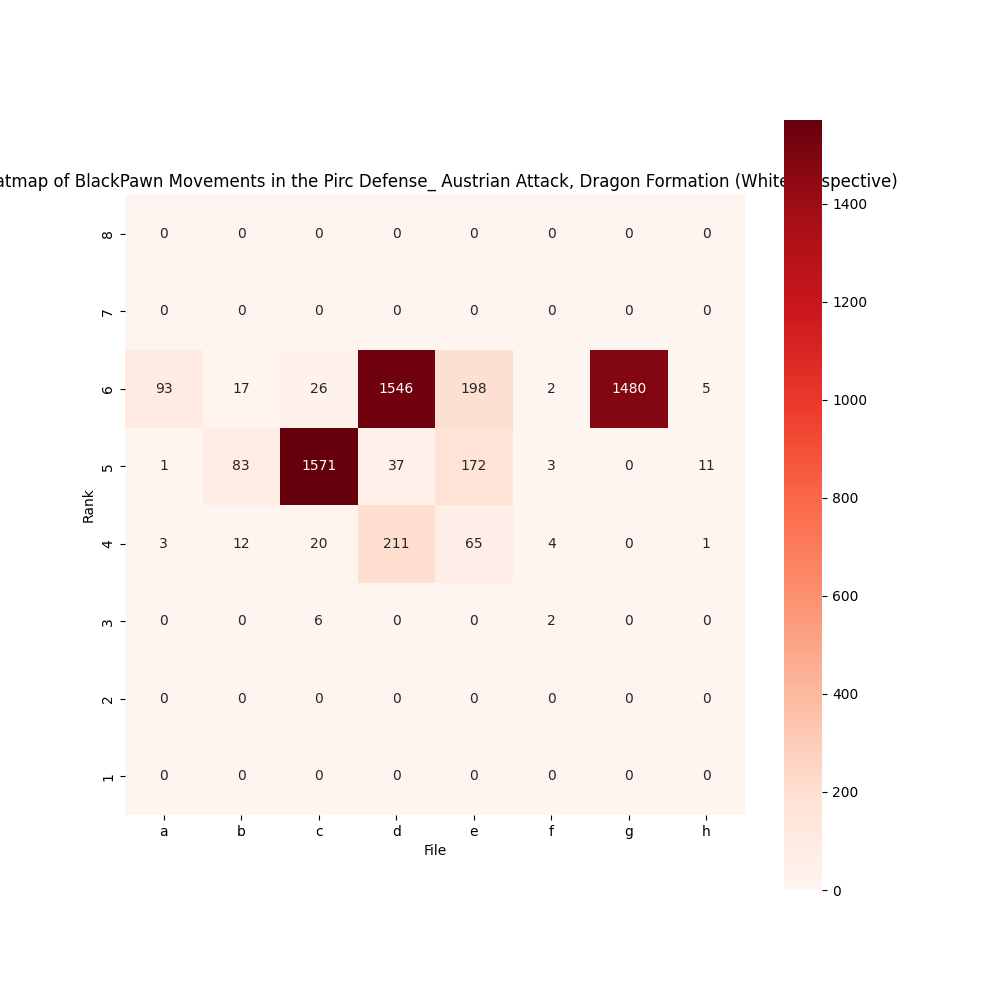 atmap of BlackPawn Movements in the Pirc Defense_ Austrian Attack, Dragon Formation (White spective)
1400
8 0 0 0 0 0 0 0 0
1200
7 0 0 0 0 0 0 0 0
6 93 17 26 1546 198 2 1480 5
1000
5 1 83 1571 37 172 3 0 11
800
Rank
4 3 12 20 211 65 4 0 1
600
3 0 0 6 0 0 2 0 0
400
2 0 0 0 0 0 0 0 0
200
1 0 0 0 0 0 0 0 0
a b c d e f g h
File
0